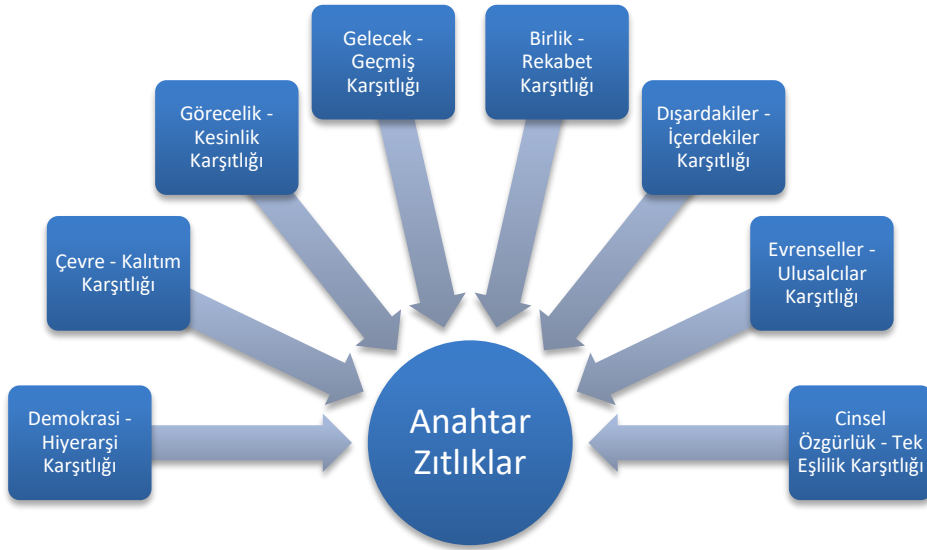 Demokrasi -
Hiyerarşi
Karşıtlığı
Çevre - Kalıtım
Karşıtlığı
Görecelik -
Kesinlik
Karşıtlığı
Gelecek -
Geçmiş
Karşıtlığı
Birlik -
Rekabet
Karşıtlığı
Dışardakiler -
İçerdekiler
Karşıtlığı
Evrenseller -
Ulusalcılar
Karşıtlığı
Cinsel
Özgürlük - Tek
Eşlilik Karşıtlığı
Anahtar
Zıtlıklar